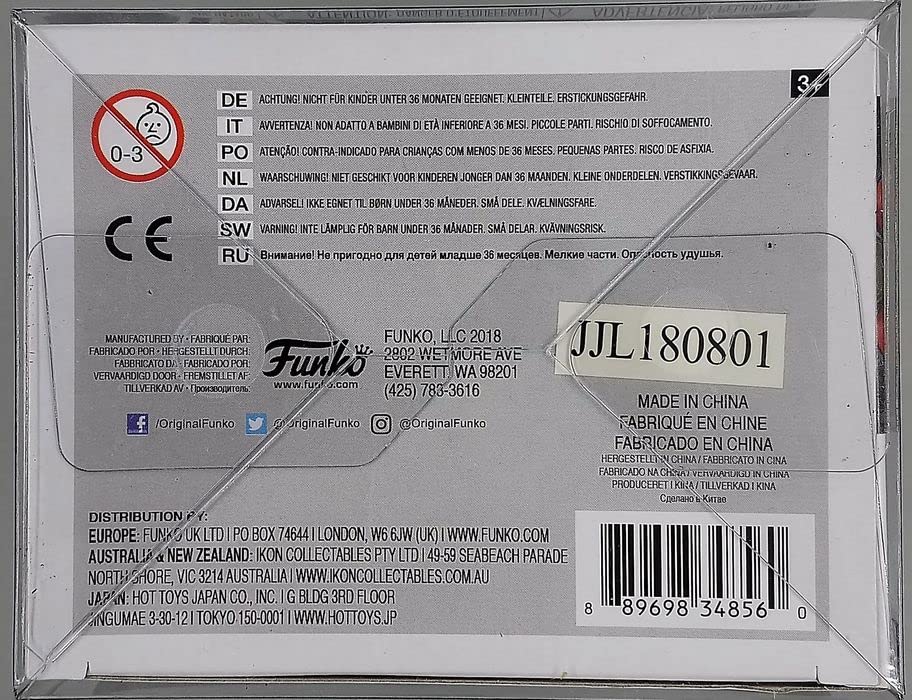 3+
0-3
DE ACHTUNG! NICHT FÜR KINDER UNTER 36 MONATEN GEEIGNET. KLEINTEILE. ERSTICKUNGSGEFAHR.
IT AVVERTENZA! NON ADATTO A BAMBINI DI ETÀ INFERIORE A 36 MESI. PICCOLE PARTI. RISCHIO DI SOFFOCAMENTO.
PO ATENÇÃO! CONTRA-INDICADO PARA CRIANÇAS COM MENOS DE 36 MESES. PEQUENAS PARTES. RISCO DE ASFIXIA.
NL WAARSCHUWING! NIET GESCHIKT VOOR KINDEREN JONGER DAN 36 MAANDEN. KLEINE ONDERDELEN. VERSTIKKINGSGEVAAR.
DA ADVARSEL! IKKE EGNET TIL BØRN UNDER 36 MÅNEDER. SMÅ DELE. KVÆLNINGSFARE.
SW VARNING! INTE LÄMPLIG FÖR BARN UNDER 36 MÅNADER. SMÅ DELAR. KVÄVNINGSRISK.
RU Внимание! Не пригодно для детей младше 36 месяцев. Мелкие части. Опасность удушья.
CE
MANUFACTURED BY • FABRIQUÉ PAR:
FABRICADO POR • HERGESTELLT DURCH:
FABBRICATO DA • FABRICADO POR:
VERVAARDIGD DOOR • FREMSTILLET AF:
TILLVERKAD AV • Производитель:
Funko
www.funko.com
FUNKO, LLC 2018
2802 WETMORE AVE
EVERETT, WA 98201
(425) 783-3616
JJL180801
/OriginalFunko @OriginalFunko @OriginalFunko
MADE IN CHINA
FABRIQUÉ EN CHINE
FABRICADO EN CHINA
HERGESTELLT IN CHINA / FABBRICATO IN CINA
FABRICADO NA CHINA / VERVAARDIGD IN CHINA
PRODUCERET I KINA / TILLVERKAD I KINA
Сделано в Китае
DISTRIBUTION BY:
EUROPE: FUNKO UK LTD I PO BOX 74644 I LONDON, W6 6JW (UK) I WWW.FUNKO.COM
AUSTRALIA & NEW ZEALAND: IKON COLLECTABLES PTY LTD I 49-59 SEABEACH PARADE
NORTH SHORE, VIC 3214 AUSTRALIA I WWW.IKONCOLLECTABLES.COM.AU
JAPAN: HOT TOYS JAPAN CO., INC. I G BLDG 3RD FLOOR
JINGUMAE 3-30-12 I TOKYO 150-0001 I WWW.HOTTOYS.JP
8 89698 34856 0